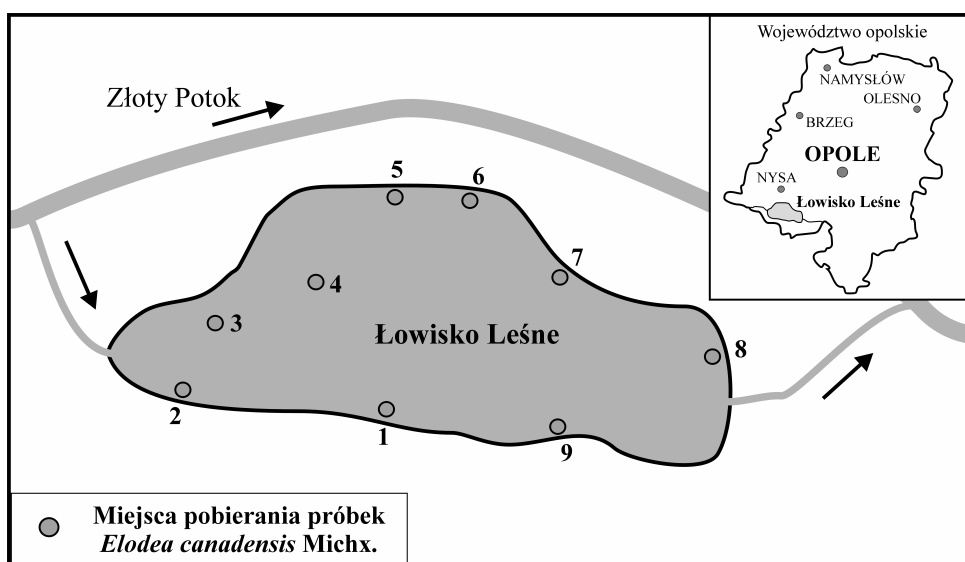 Województwo opolskie
NAMYSŁÓW
OLESNO
BRZEG
OPOLE
NYSA
Łowisko Leśne
Złoty Potok
5
6
7
4
3
Łowisko Leśne
8
2
1
9
Miejsca pobierania próbek
Elodea canadensis Michx.